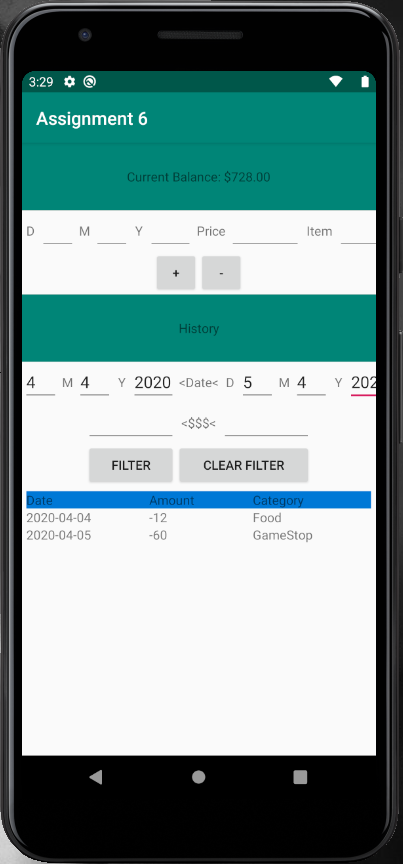 3:29
Assignment 6
Current Balance: $728.00
D M Y Price Item
+ -
History
4 M 4 Y 2020 <Date< D 5 M 4 Y 202
<$$$<
FILTER CLEAR FILTER
Date Amount Category
2020-04-04 -12 Food
2020-04-05 -60 GameStop